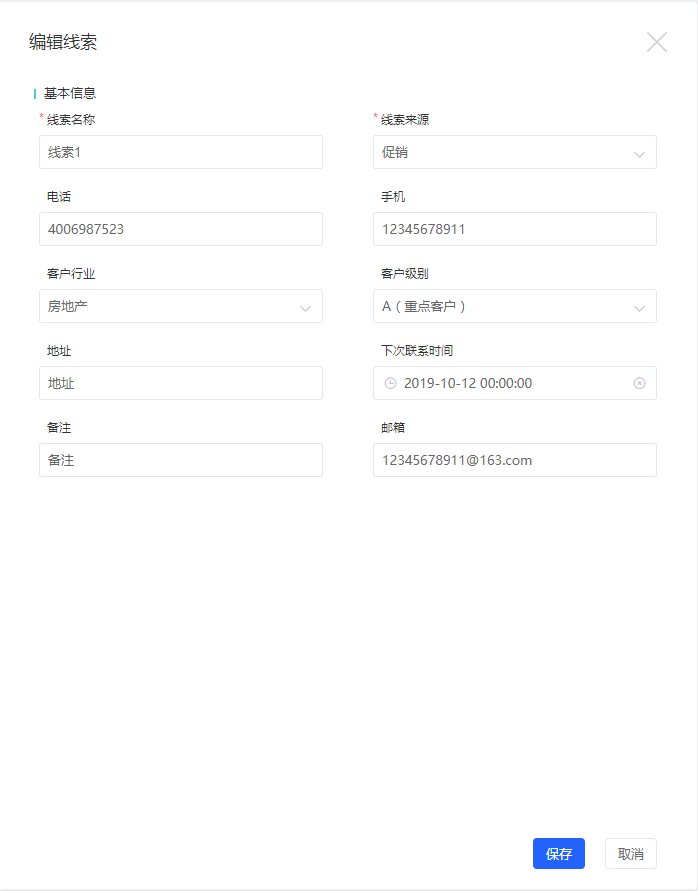 编辑线索
基本信息
*线索名称
*线索来源
线索1
促销
电话
手机
4006987523
12345678911
客户行业
客户级别
房地产
A（重点客户）
地址
下次联系时间
地址
2019-10-12 00:00:00
备注
邮箱
备注
12345678911@163.com
保存
取消